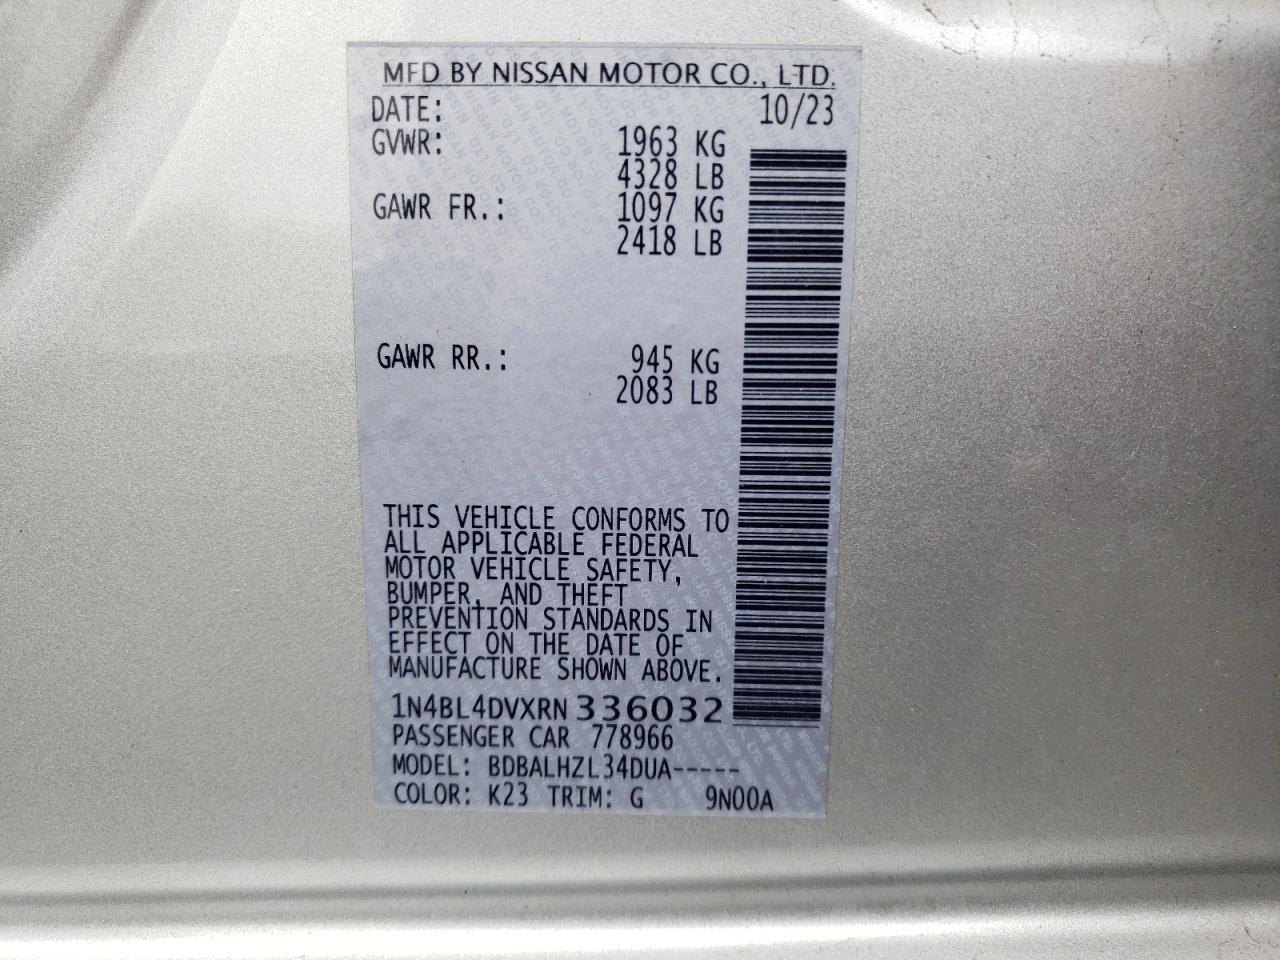 MFD BY NISSAN MOTOR CO., LTD.
DATE: 10/23
GVWR: 1963 KG
4328 LB
GAWR FR.: 1097 KG
2418 LB
GAWR RR.: 945 KG
2083 LB
THIS VEHICLE CONFORMS TO
ALL APPLICABLE FEDERAL
MOTOR VEHICLE SAFETY,
BUMPER, AND THEFT
PREVENTION STANDARDS IN
EFFECT ON THE DATE OF
MANUFACTURE SHOWN ABOVE.
1N4BL4DVXRN336032
PASSENGER CAR 778966
MODEL: BDBALHZL34DUA-----
COLOR: K23 TRIM: G 9N00A